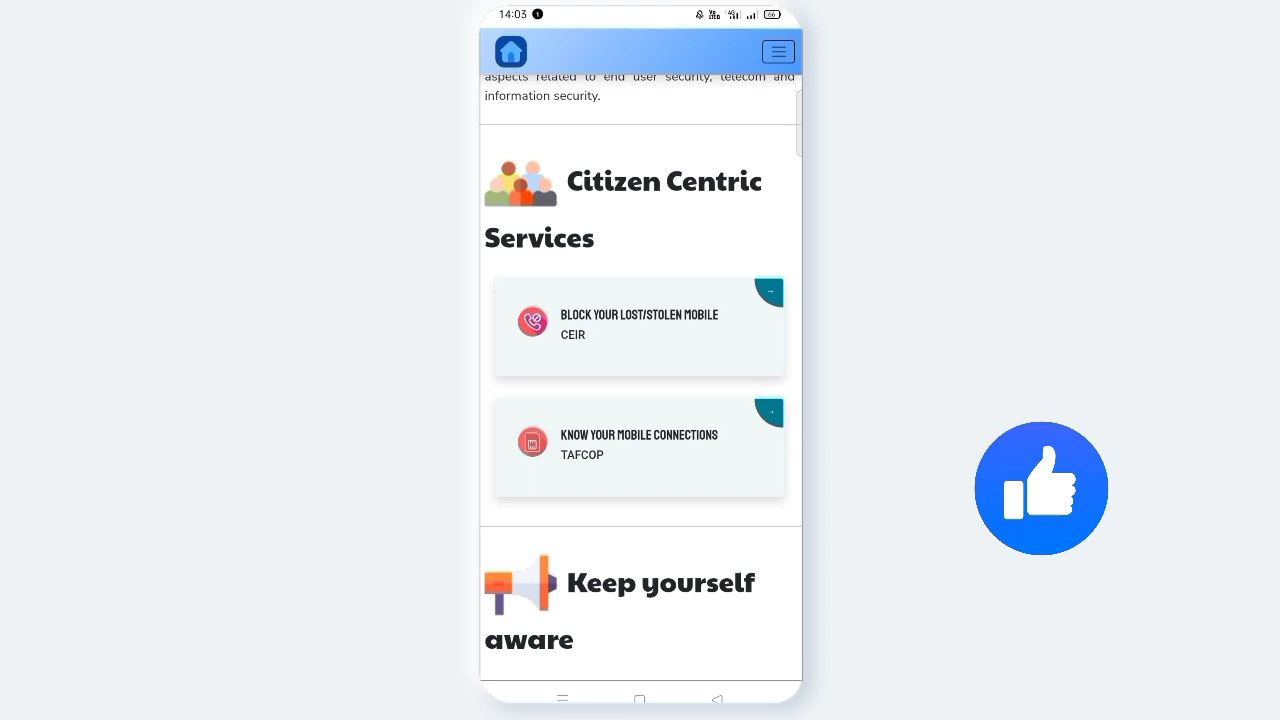 14:03
66
aspects related to end user security, telecom and
information security.
Citizen Centric
Services
BLOCK YOUR LOST/STOLEN MOBILE
CEIR
KNOW YOUR MOBILE CONNECTIONS
TAFCOP
Keep yourself
aware